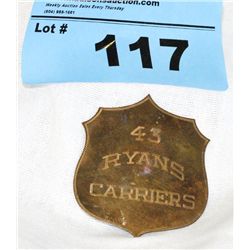 Weekly Auction Sales Every Thursday
Lot # 117
43
RYANS
CARRIERS